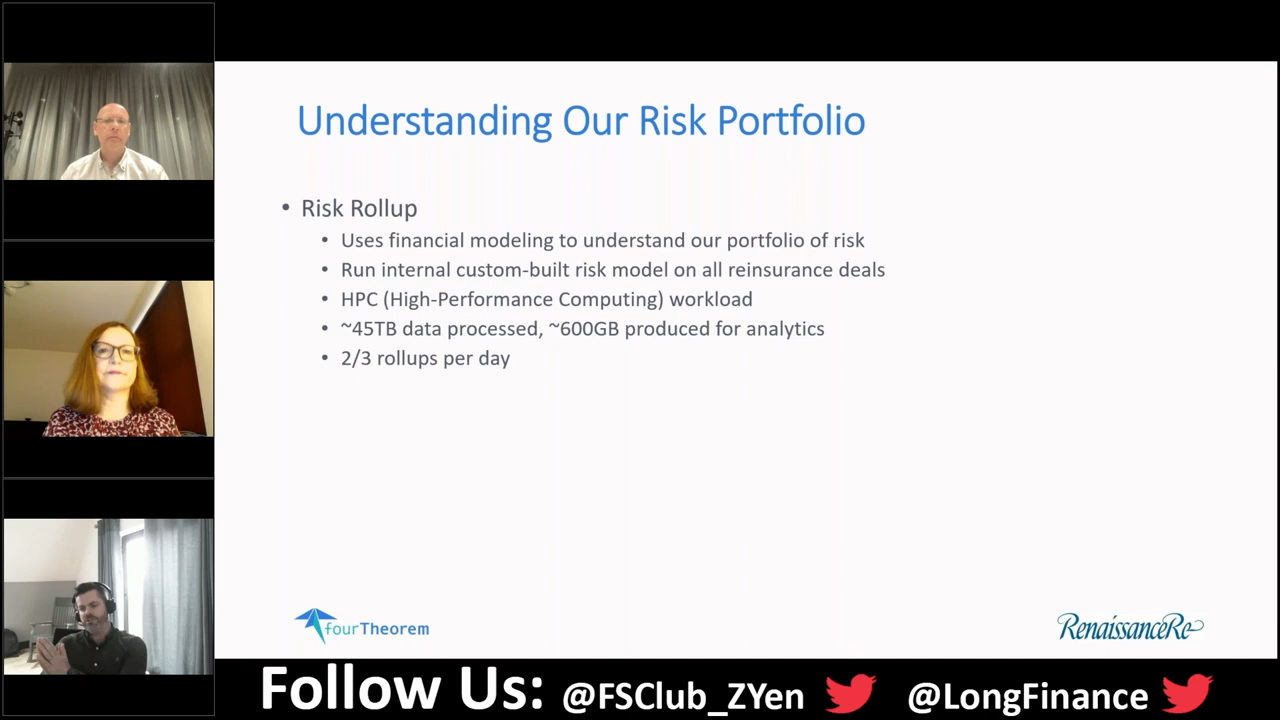 Understanding Our Risk Portfolio
• Risk Rollup
• Uses financial modeling to understand our portfolio of risk
• Run internal custom-built risk model on all reinsurance deals
• HPC (High-Performance Computing) workload
• ~45TB data processed, ~600GB produced for analytics
• 2/3 rollups per day
fourTheorem
RenaissanceRe
Follow Us: @FSClub_ZYen @LongFinance